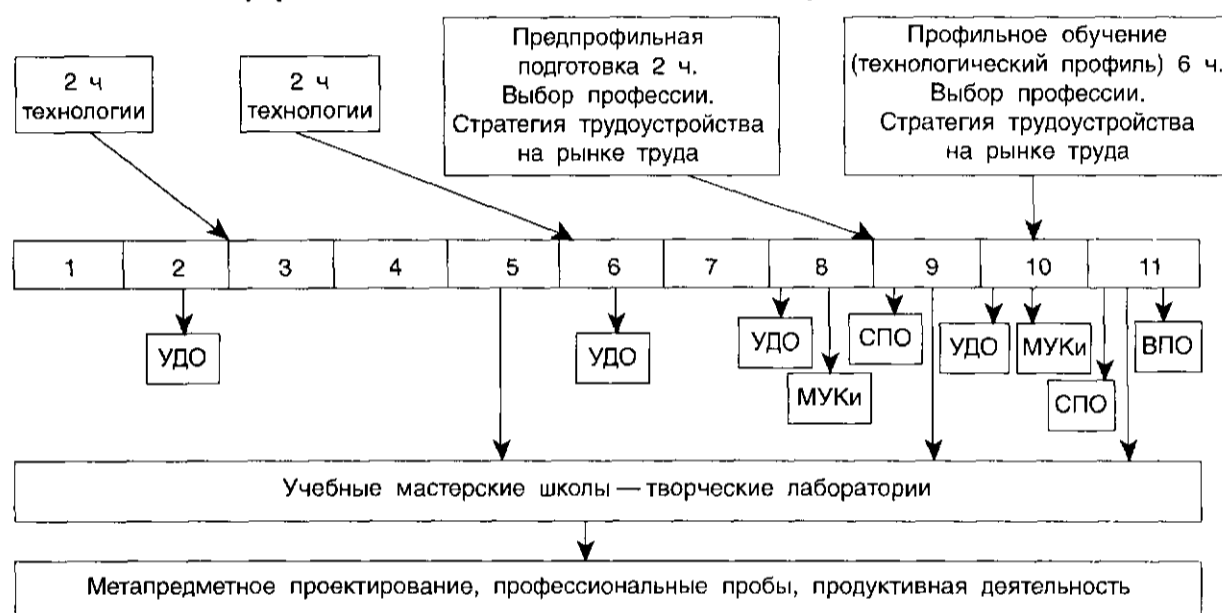 2 ч
технологии
2 ч
технологии
Предпрофильная
подготовка 2 ч.
Выбор профессии.
Стратегия трудоустройства
на рынке труда
Профильное обучение
(технологический профиль) 6 ч.
Выбор профессии.
Стратегия трудоустройства
на рынке труда
1 2 3 4 5 6 7 8 9 10 11
УДО
УДО
УДО
МУКи
СПО
УДО
МУКи
СПО
ВПО
Учебные мастерские школы — творческие лаборатории
Метапредметное проектирование, профессиональные пробы, продуктивная деятельность